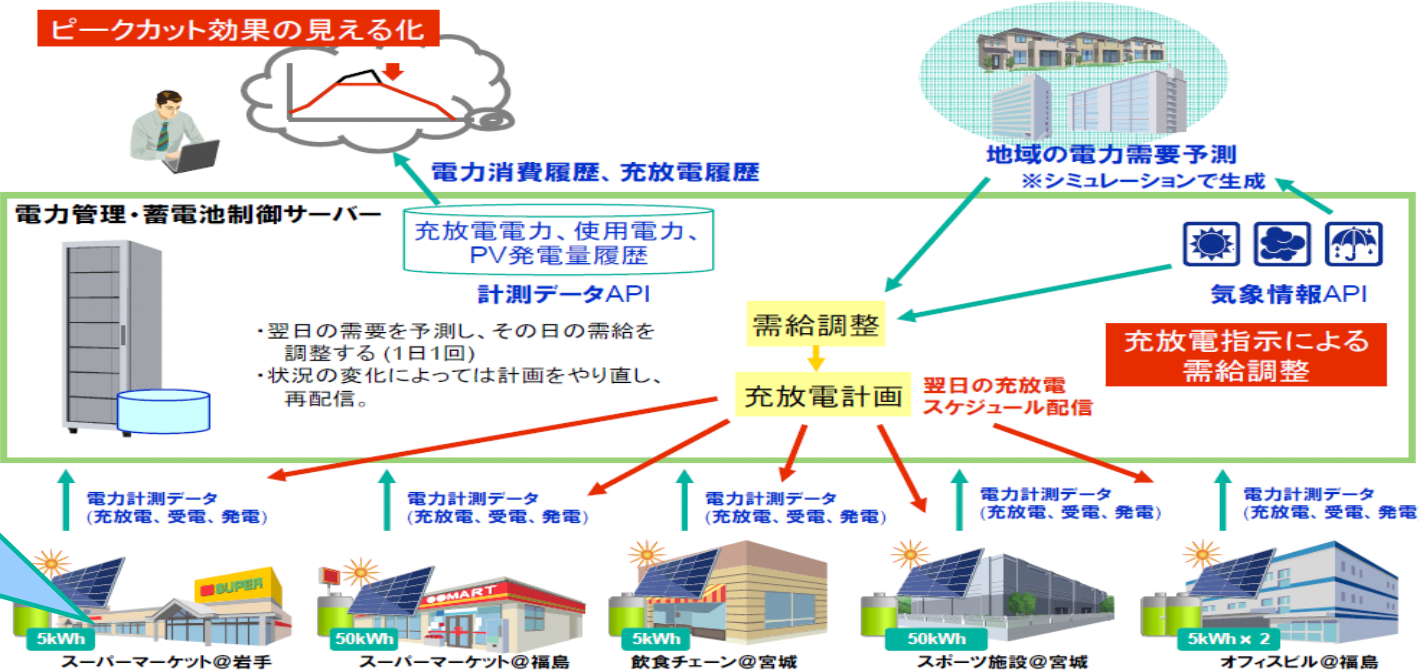 ピークカット効果の見える化
電力消費履歴、充放電履歴
地域の電力需要予測
※シミュレーションで生成
電力管理・蓄電池制御サーバー
充放電電力、使用電力、
PV発電量履歴
計測データAPI
気象情報API
・翌日の需要を予測し、その日の需給を
調整する (1日1回)
・状況の変化によっては計画をやり直し、
再配信。
需給調整
充放電計画
翌日の充放電
スケジュール配信
充放電指示による
需給調整
電力計測データ
(充放電、受電、発電)
電力計測データ
(充放電、受電、発電)
電力計測データ
(充放電、受電、発電)
電力計測データ
(充放電、受電、発電)
電力計測データ
(充放電、受電、発電
SUPER
5kWh
スーパーマーケット@岩手
MART
50kWh
スーパーマーケット@福島
5kWh
飲食チェーン@宮城
50kWh
スポーツ施設@宮城
5kWh × 2
オフィスビル@福島